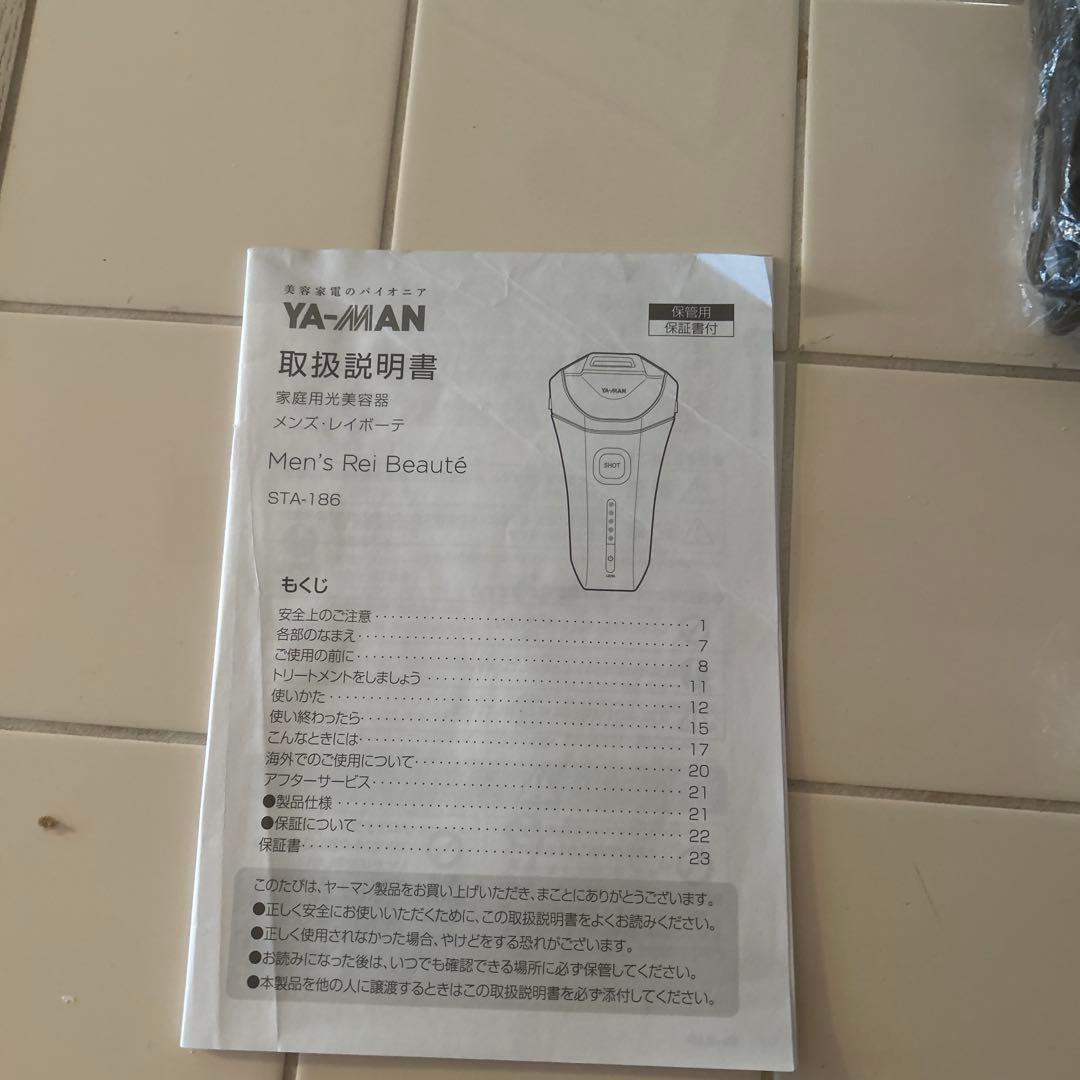 美容家電のパイオニア
YA-MAN
保管用
保証書付
取扱説明書
家庭用光美容器
メンズ・レイボーテ
Men's Rei Beauté
STA-186
YA-MAN
SHOT
LEVEL
もくじ
安全上のご注意 1
各部のなまえ 7
ご使用の前に 8
トリートメントをしましょう 11
使いかた 12
使い終わったら 15
こんなときには 17
海外でのご使用について 20
アフターサービス 21
●製品仕様 21
●保証について 22
保証書 23
このたびは、ヤーマン製品をお買い上げいただき、まことにありがとうございます。
●正しく安全にお使いいただくために、この取扱説明書をよくお読みください。
●正しく使用されなかった場合、やけどをする恐れがございます。
●お読みになった後は、いつでも確認できる場所に必ず保管してください。
●本製品を他の人に譲渡するときはこの取扱説明書を必ず添付してください。